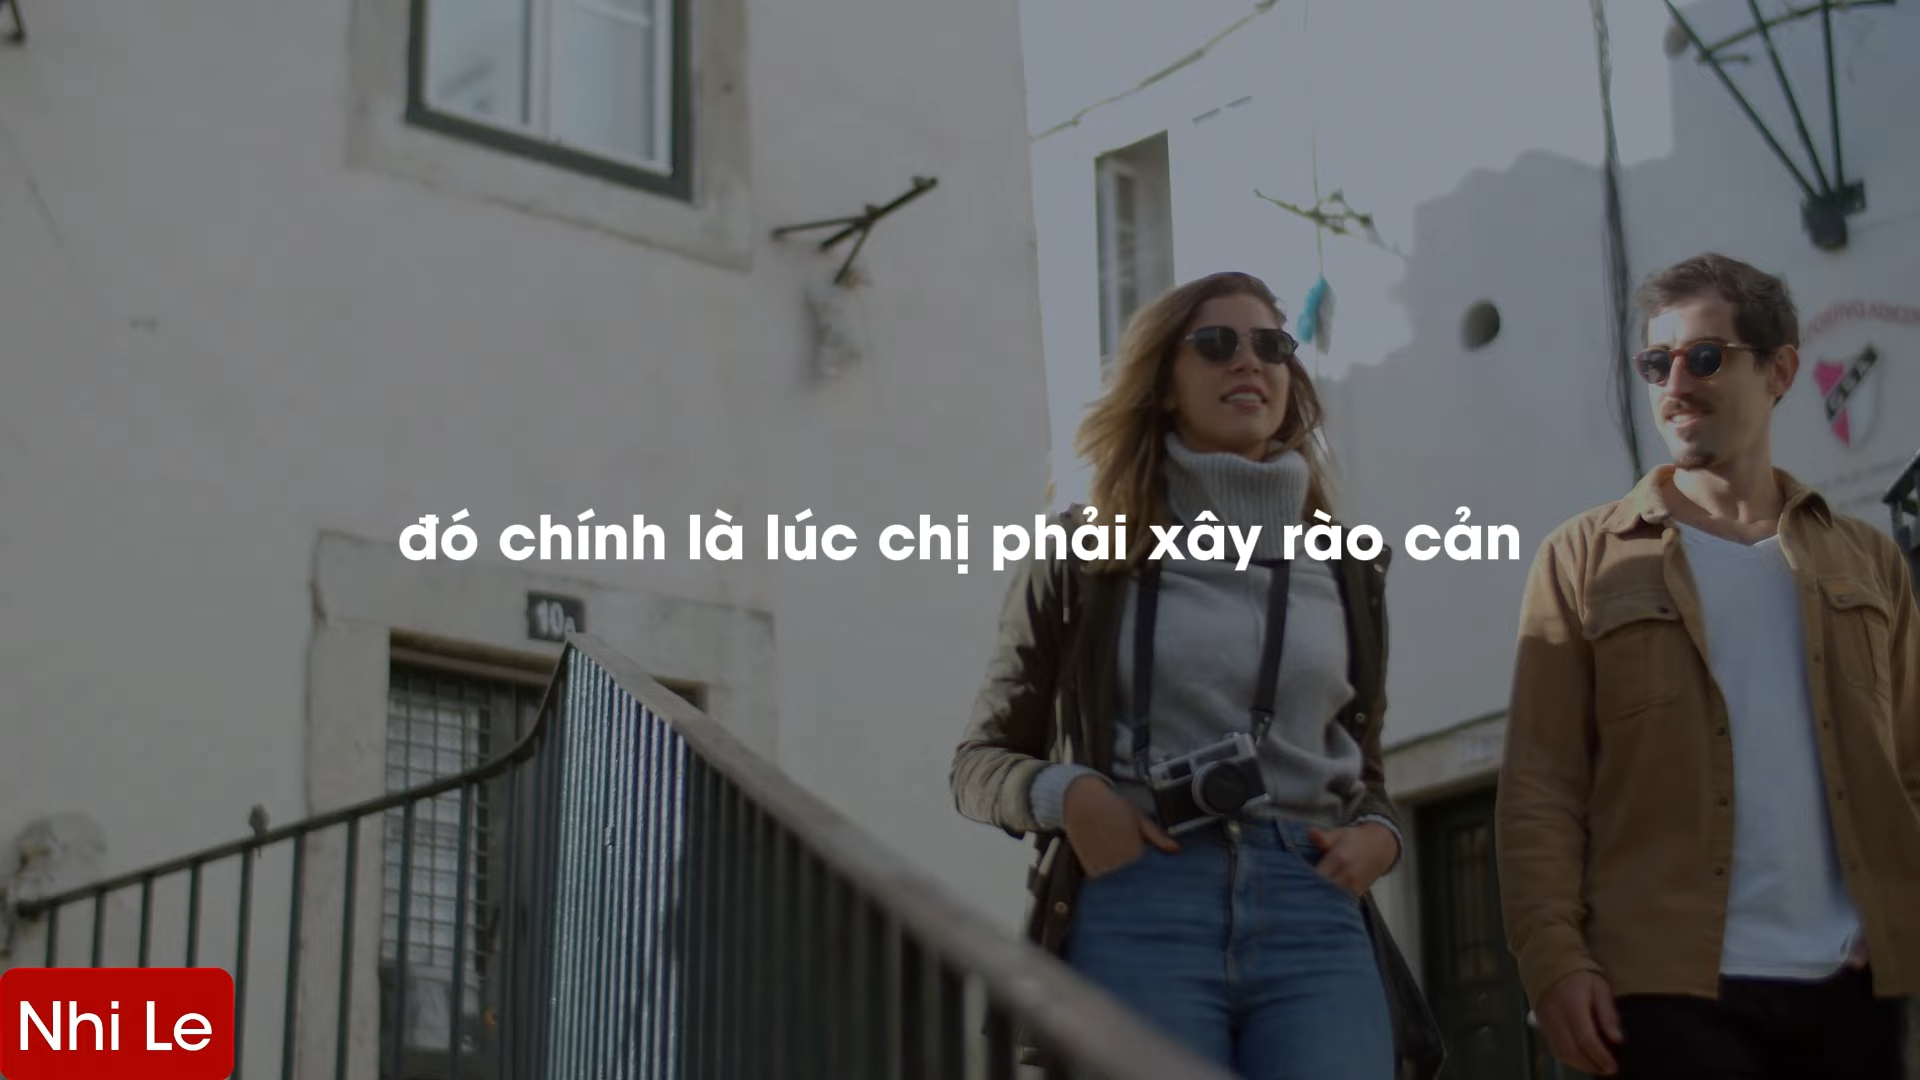 đó chính là lúc chị phải xây rào cản
10A
Nhi Le